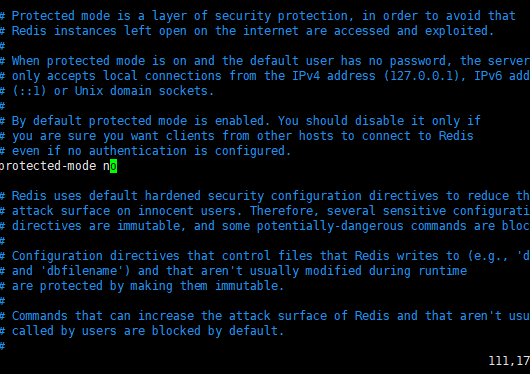 # Protected mode is a layer of security protection, in order to avoid that
# Redis instances left open on the internet are accessed and exploited.
#
# When protected mode is on and the default user has no password, the server
# only accepts local connections from the IPv4 address (127.0.0.1), IPv6 add
# (::1) or Unix domain sockets.
#
# By default protected mode is enabled. You should disable it only if
# you are sure you want clients from other hosts to connect to Redis
# even if no authentication is configured.
protected-mode no
# Redis uses default hardened security configuration directives to reduce th
# attack surface on innocent users. Therefore, several sensitive configurati
# directives are immutable, and some potentially-dangerous commands are bloc
#
# Configuration directives that control files that Redis writes to (e.g., 'd
# and 'dbfilename') and that aren't usually modified during runtime
# are protected by making them immutable.
#
# Commands that can increase the attack surface of Redis and that aren't usu
# called by users are blocked by default.
#
111,17